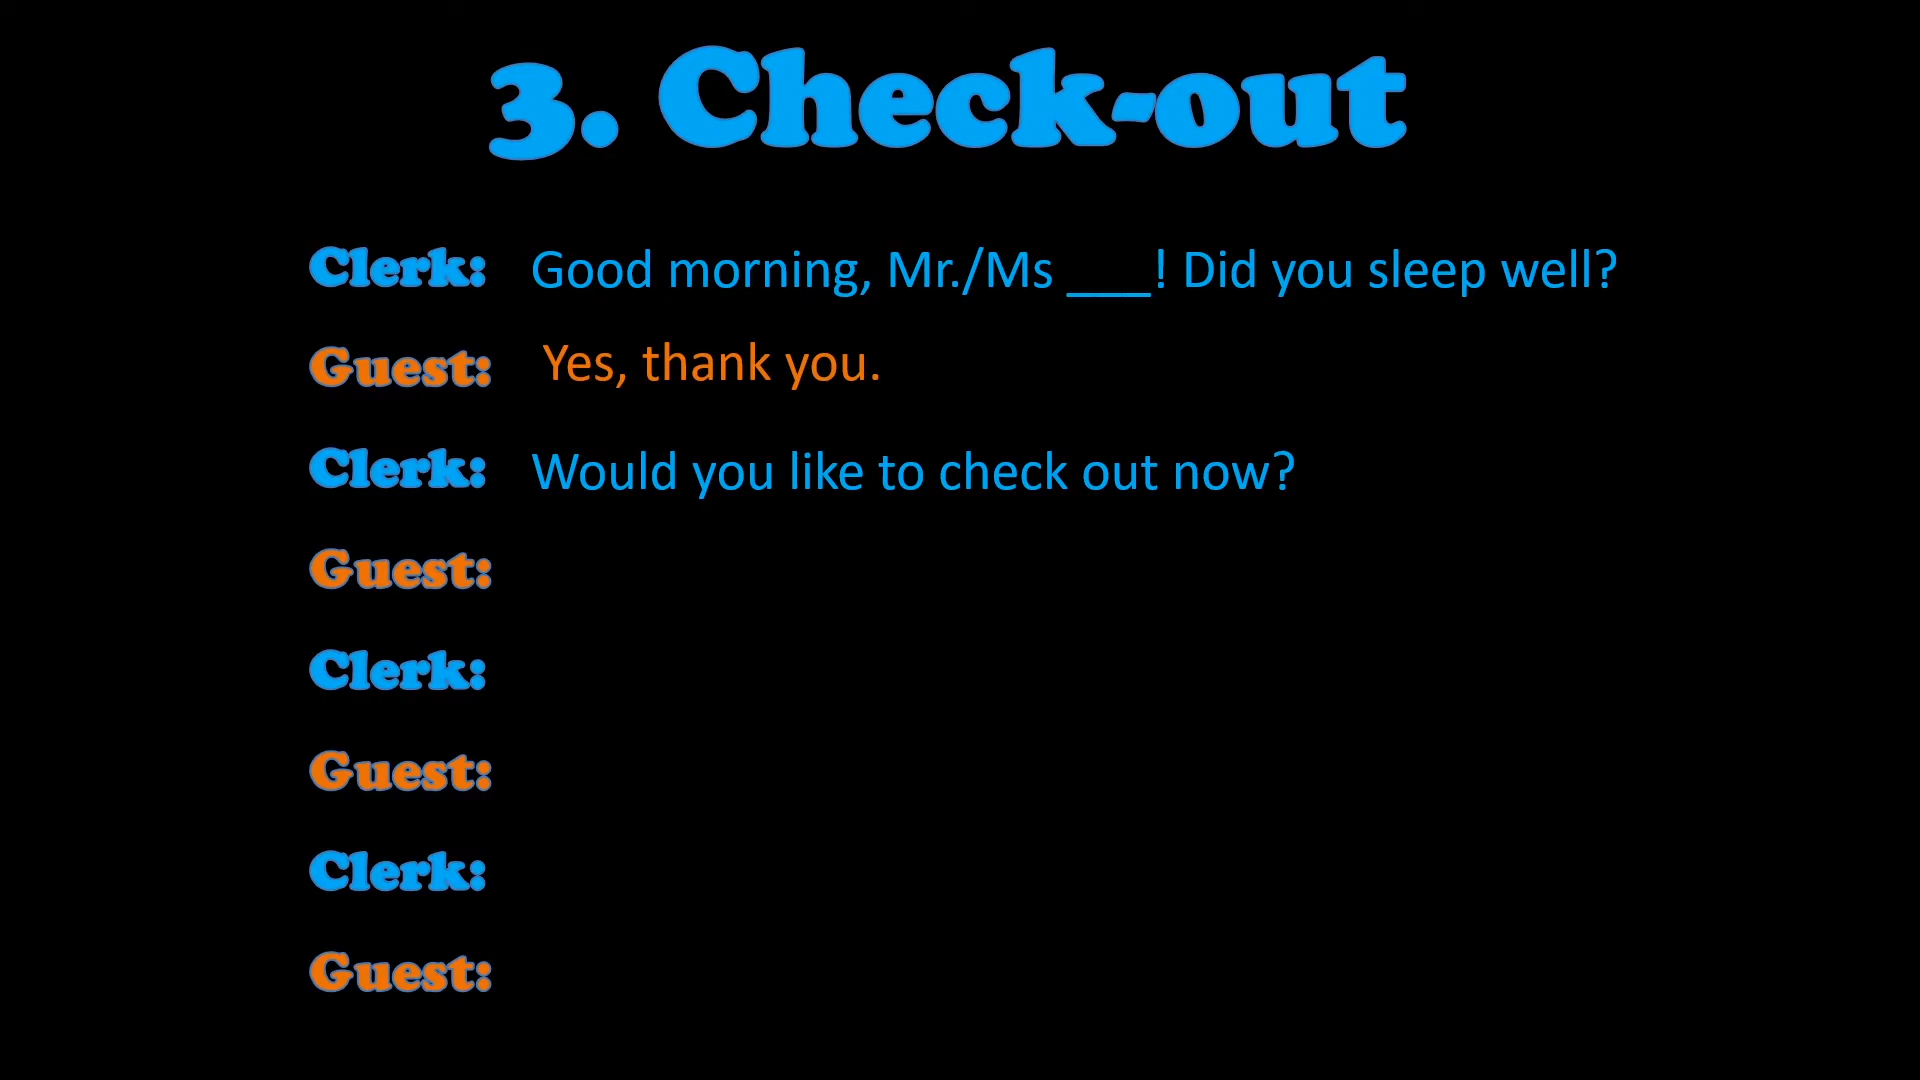 3. Check-out
Clerk: Good morning, Mr./Ms ___! Did you sleep well?
Guest: Yes, thank you.
Clerk: Would you like to check out now?
Guest:
Clerk:
Guest:
Clerk:
Guest: